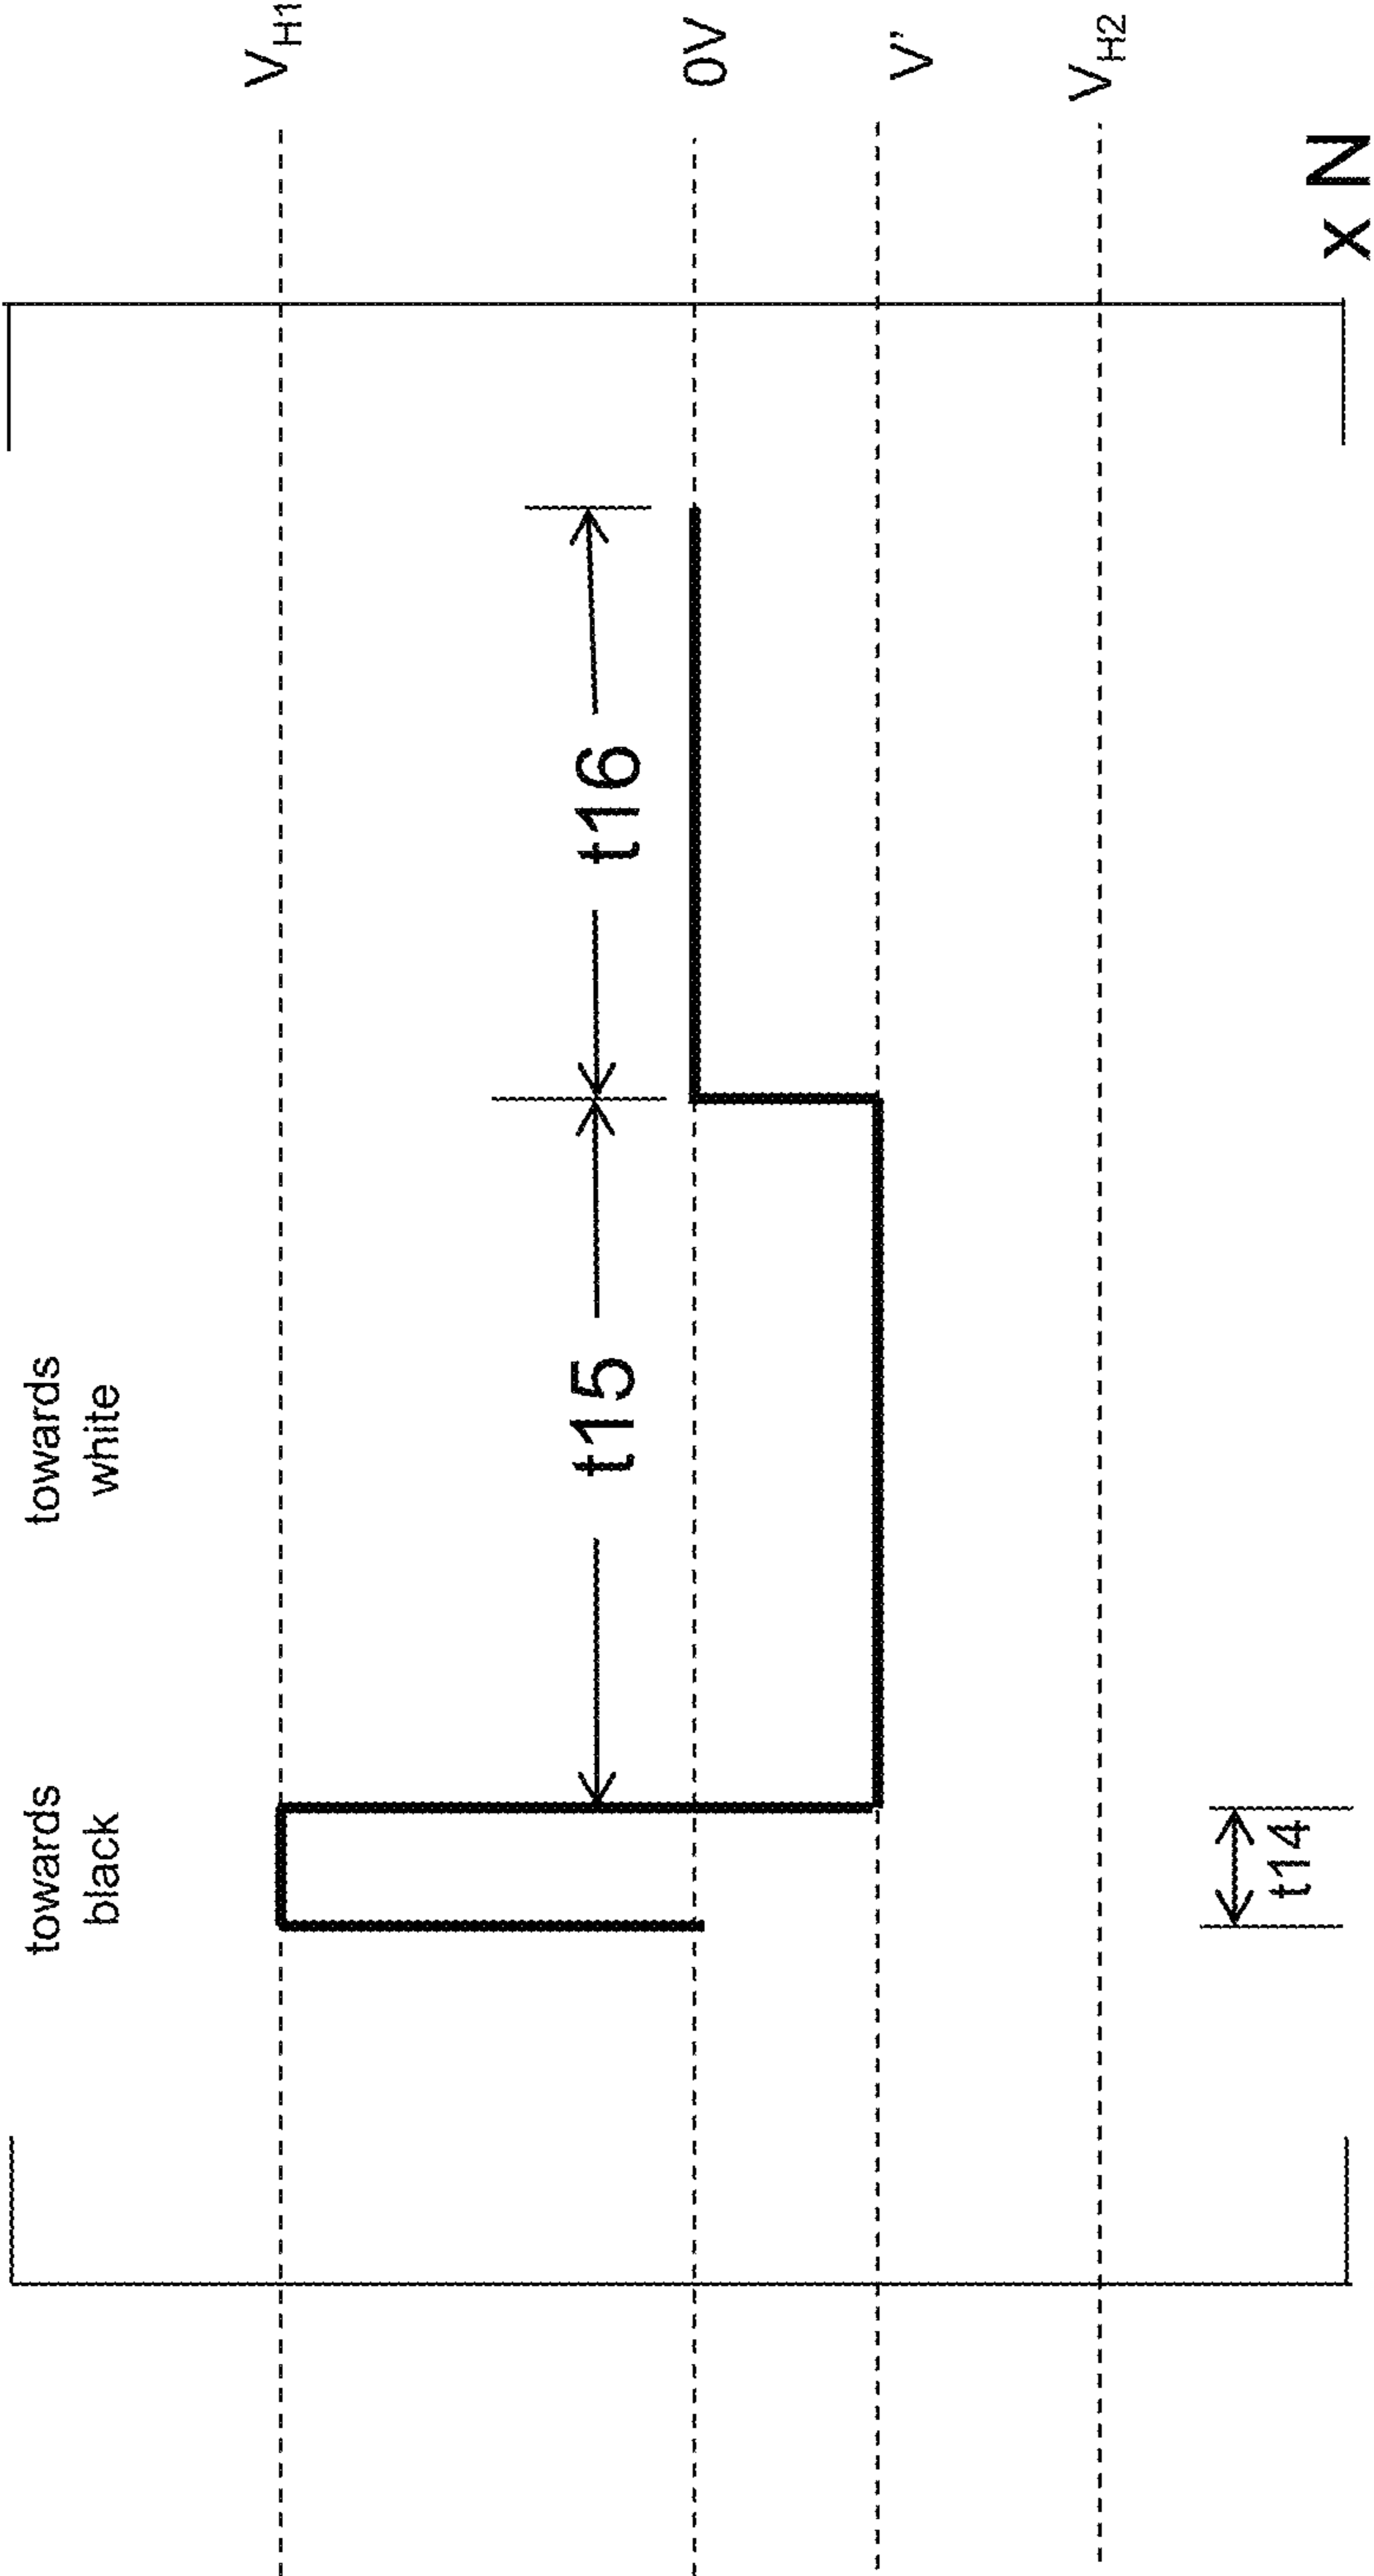 towards
black
towards
white
V_H1
t16
t15
0V
V'
V_H2
t14
x N